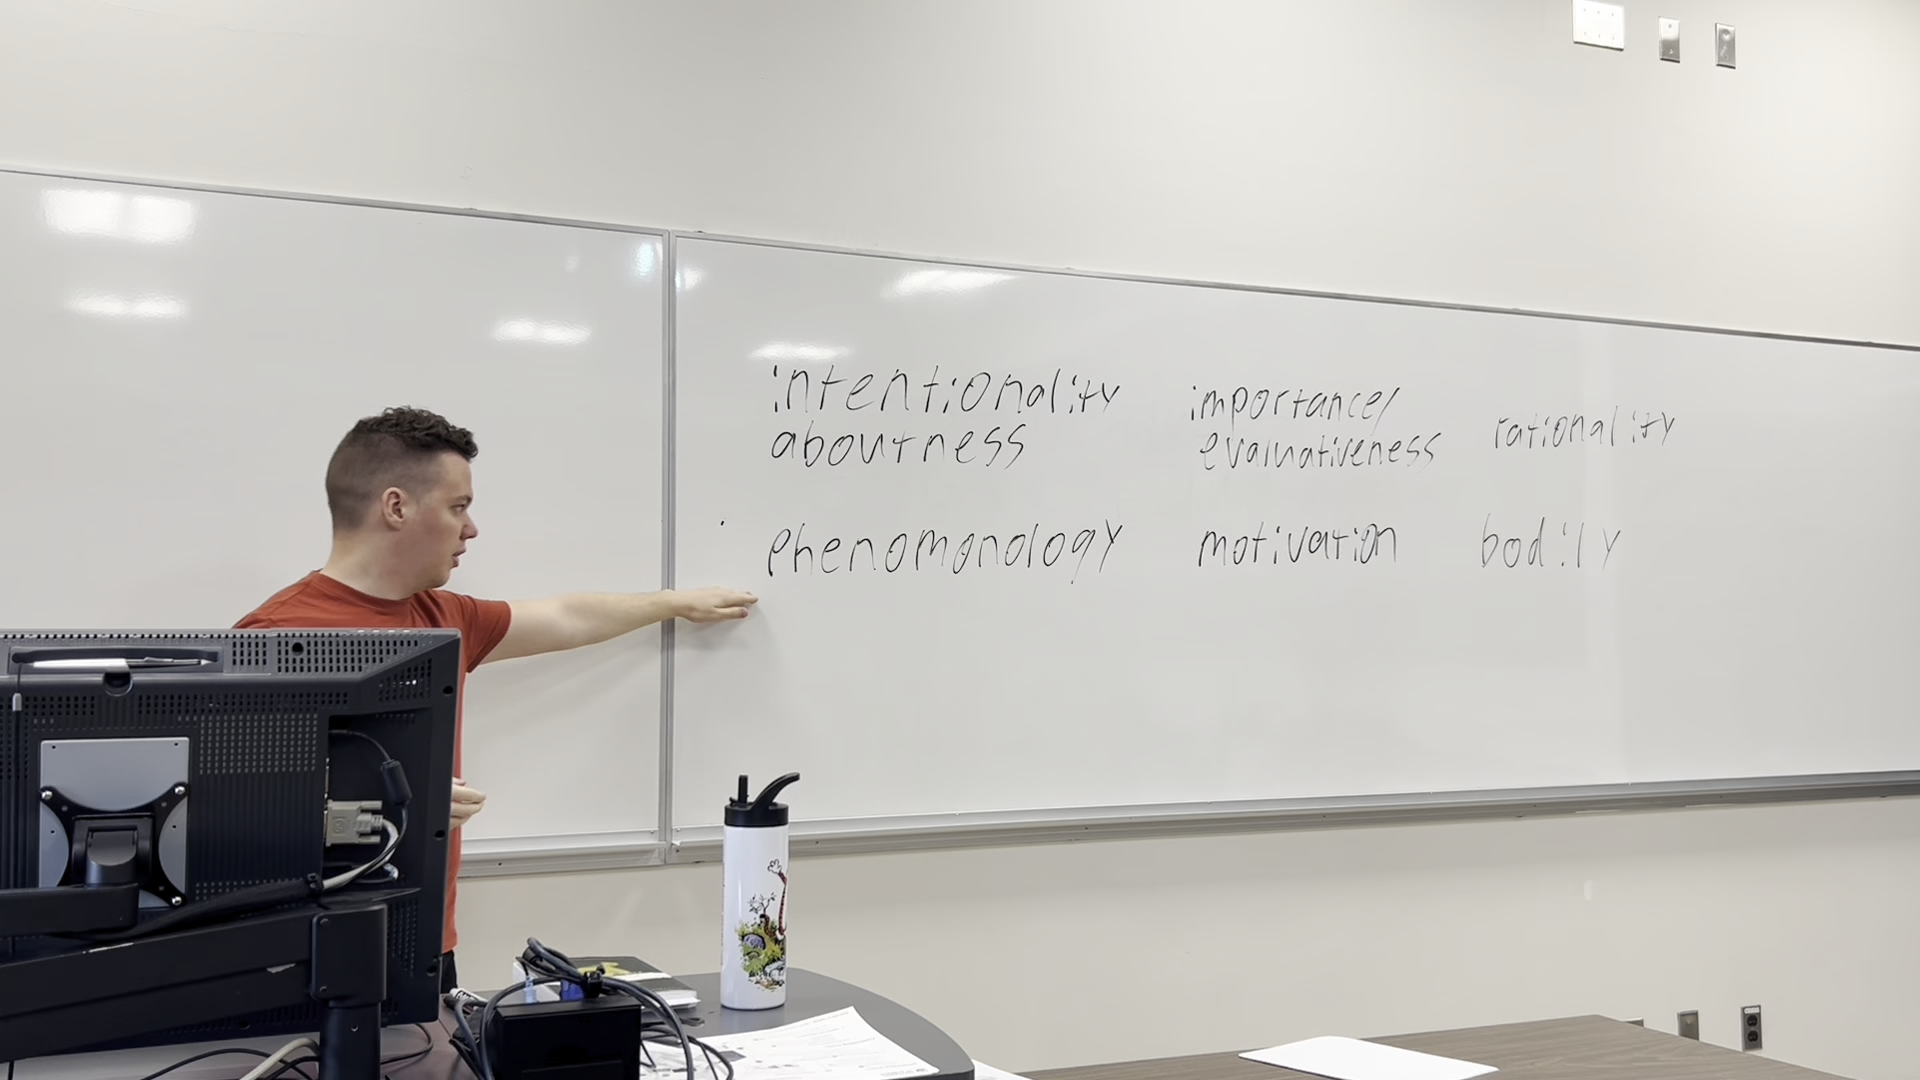 intentionality
aboutness
importance/
evaluativeness
rationality
phenomonology
motivation
bodily